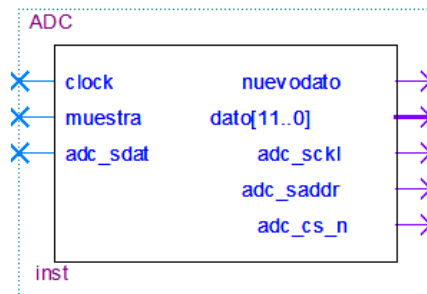 ADC
clock nuevodato
muestra dato[11..0]
adc_sdat adc_sckl
adc_saddr
adc_cs_n
inst